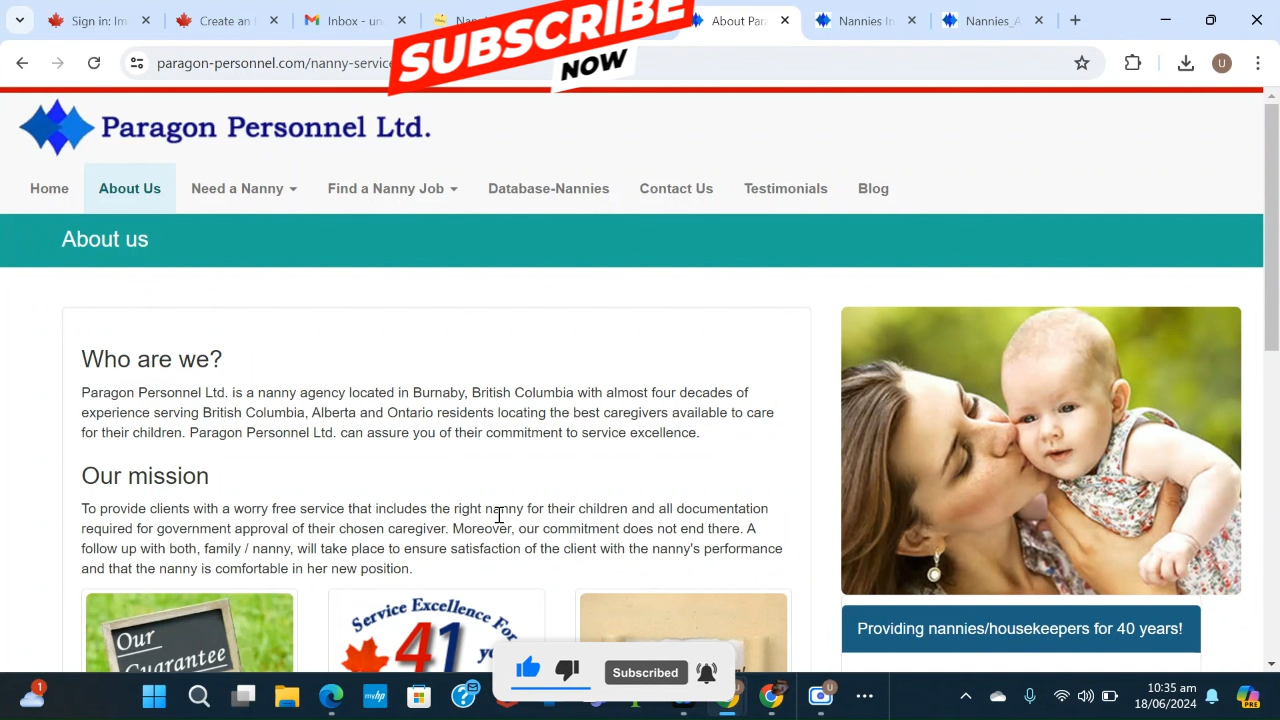 Sign in: Im
Create an I
Inbox - un
Nan
About Para
Nannies In
Nannies_A
SUBSCRIBE
NOW
paragon-personnel.com/nanny-service
U
Paragon Personnel Ltd.
Home
About Us
Need a Nanny
Find a Nanny Job
Database-Nannies
Contact Us
Testimonials
Blog
About us
Who are we?
Paragon Personnel Ltd. is a nanny agency located in Burnaby, British Columbia with almost four decades of
experience serving British Columbia, Alberta and Ontario residents locating the best caregivers available to care
for their children. Paragon Personnel Ltd. can assure you of their commitment to service excellence.
Our mission
To provide clients with a worry free service that includes the right nanny for their children and all documentation
required for government approval of their chosen caregiver. Moreover, our commitment does not end there. A
follow up with both, family / nanny, will take place to ensure satisfaction of the client with the nanny's performance
and that the nanny is comfortable in her new position.
Our
Guarantee
Service Excellence For
41
Providing nannies/housekeepers for 40 years!
Subscribed
1
10:35 am
18/06/2024
PRE